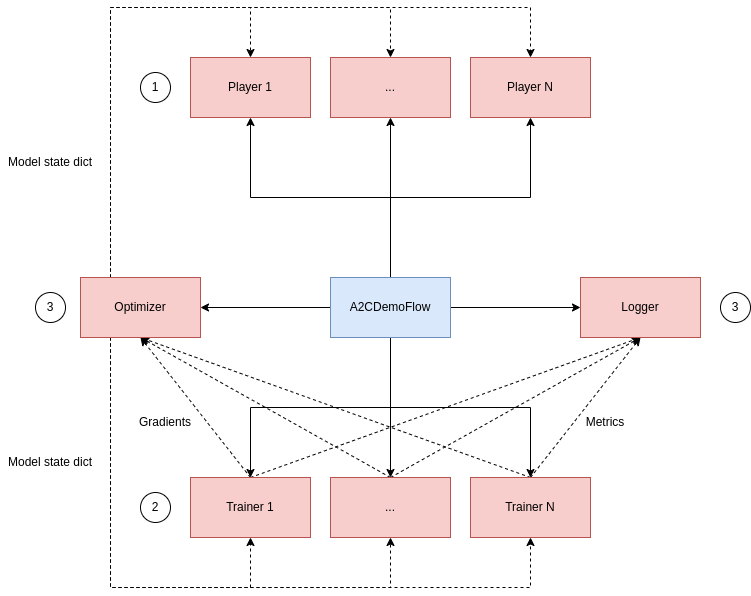 1
Player 1
...
Player N
Model state dict
3
Optimizer
A2CDemoFlow
Logger
3
Gradients
Metrics
Model state dict
2
Trainer 1
...
Trainer N